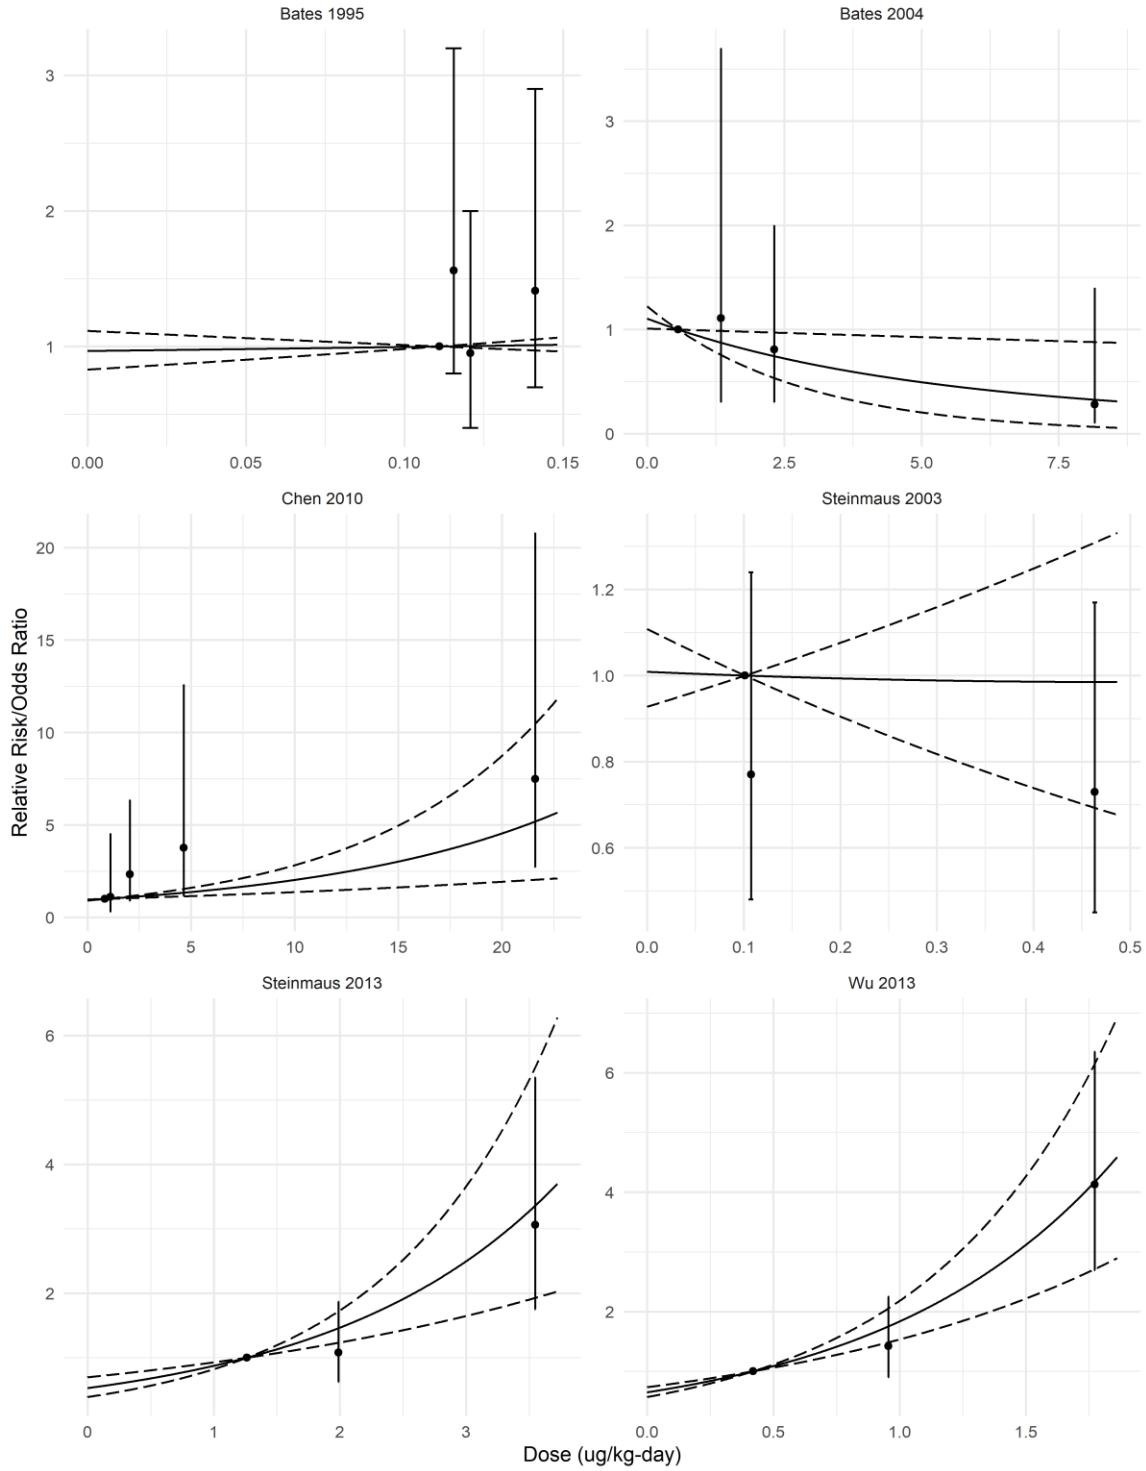 Bates 1995
Bates 2004
3
2
1
0.00 0.05 0.10 0.15
3
2
1
0
0.0 2.5 5.0 7.5
Chen 2010
Steinmaus 2003
20
15
10
5
0
0 5 10 15 20
1.2
1.0
0.8
0.6
0.0 0.1 0.2 0.3 0.4 0.5
Relative Risk/Odds Ratio
Steinmaus 2013
Wu 2013
6
4
2
0 1 2 3
6
4
2
0.0 0.5 1.0 1.5
Dose (ug/kg-day)